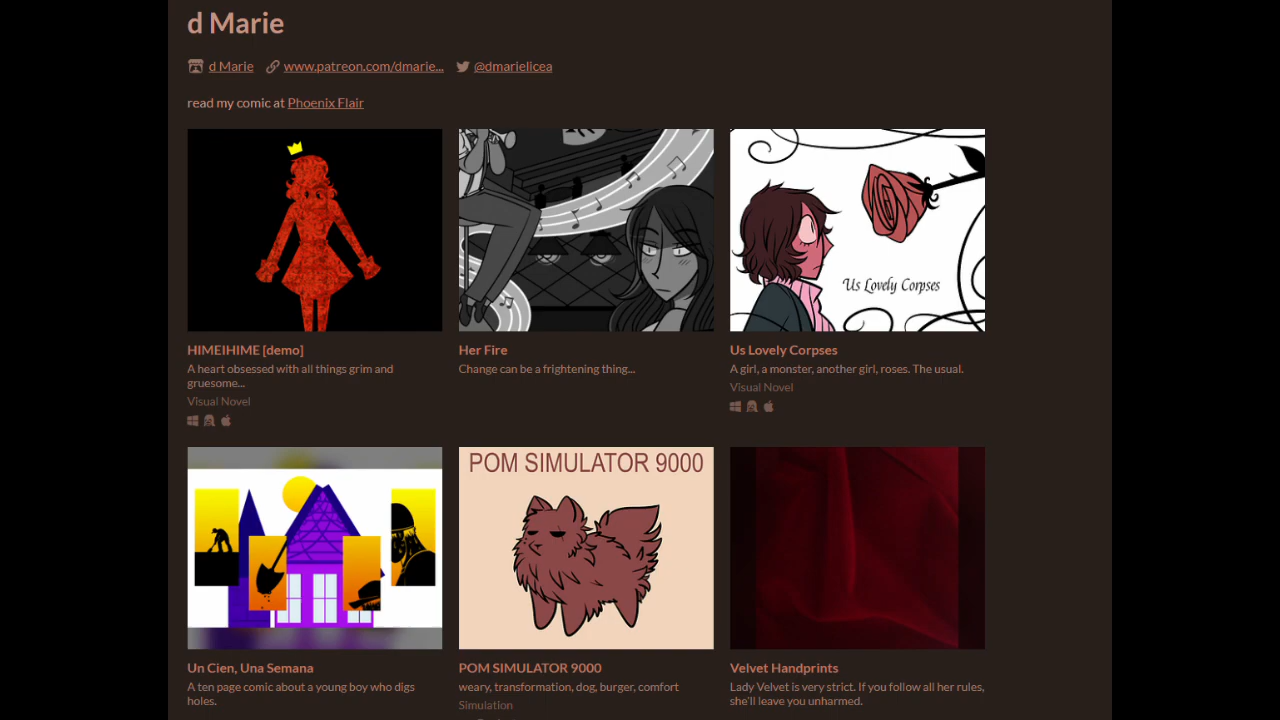 d Marie
d Marie www.patreon.com/dmarie... @dmarielicea
read my comic at Phoenix Flair
Us Lovely Corpses
HIMEIHIME [demo]
A heart obsessed with all things grim and
gruesome...
Visual Novel
Her Fire
Change can be a frightening thing...
Us Lovely Corpses
A girl, a monster, another girl, roses. The usual.
Visual Novel
POM SIMULATOR 9000
Un Cien, Una Semana
A ten page comic about a young boy who digs
holes.
POM SIMULATOR 9000
weary, transformation, dog, burger, comfort
Simulation
Velvet Handprints
Lady Velvet is very strict. If you follow all her rules,
she'll leave you unharmed.